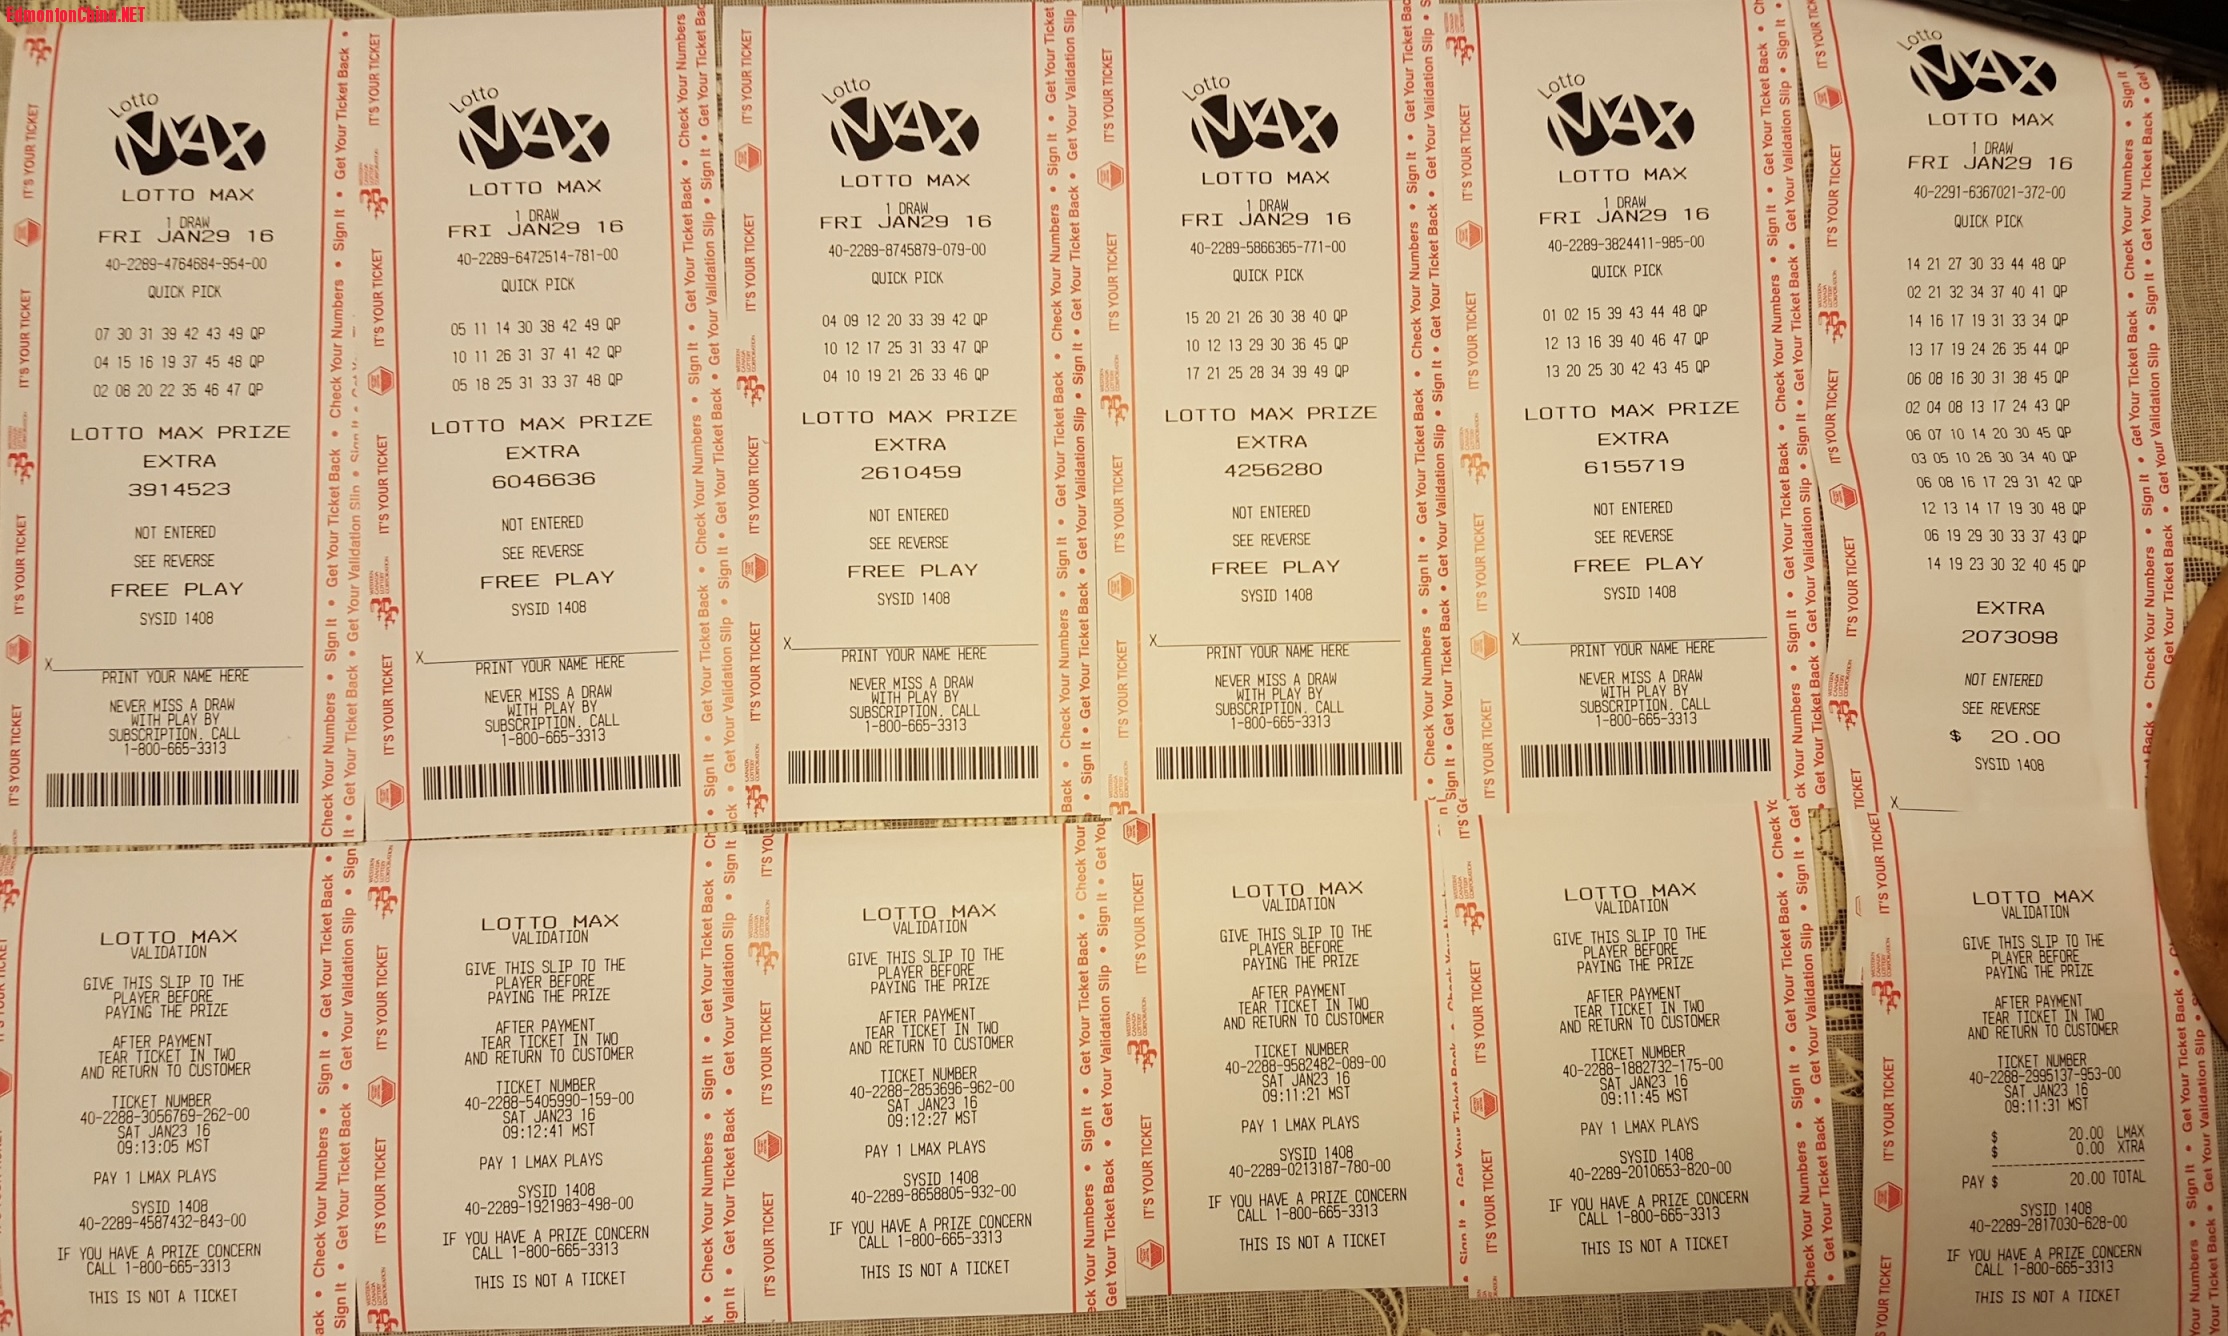 EdmontonChina.NET
Lotto
MAX
LOTTO MAX
1 DRAW
FRI JAN29 16
40-2289-4764684-954-00
QUICK PICK
07 30 31 39 42 43 49 QP
04 15 16 19 37 45 48 QP
02 08 20 22 35 46 47 QP
LOTTO MAX PRIZE
EXTRA
3914523
NOT ENTERED
SEE REVERSE
FREE PLAY
SYSID 1408
X
PRINT YOUR NAME HERE
NEVER MISS A DRAW
WITH PLAY BY
SUBSCRIPTION. CALL
1-800-665-3313
Lotto
MAX
LOTTO MAX
1 DRAW
FRI JAN29 16
40-2289-6472514-781-00
QUICK PICK
05 11 14 30 38 42 49 QP
10 11 26 31 37 41 42 QP
05 18 25 31 33 37 48 QP
LOTTO MAX PRIZE
EXTRA
6046636
NOT ENTERED
SEE REVERSE
FREE PLAY
SYSID 1408
X
PRINT YOUR NAME HERE
NEVER MISS A DRAW
WITH PLAY BY
SUBSCRIPTION. CALL
1-800-665-3313
Lotto
MAX
LOTTO MAX
1 DRAW
FRI JAN29 16
40-2289-8745879-079-00
QUICK PICK
04 09 12 20 33 39 42 QP
10 12 17 25 31 33 47 QP
04 10 19 21 26 33 46 QP
LOTTO MAX PRIZE
EXTRA
2610459
NOT ENTERED
SEE REVERSE
FREE PLAY
SYSID 1408
X
PRINT YOUR NAME HERE
NEVER MISS A DRAW
WITH PLAY BY
SUBSCRIPTION. CALL
1-800-665-3313
Lotto
MAX
LOTTO MAX
1 DRAW
FRI JAN29 16
40-2289-5866365-771-00
QUICK PICK
15 20 21 26 30 38 40 QP
10 12 13 29 30 36 45 QP
17 21 25 28 34 39 49 QP
LOTTO MAX PRIZE
EXTRA
4256280
NOT ENTERED
SEE REVERSE
FREE PLAY
SYSID 1408
X
PRINT YOUR NAME HERE
NEVER MISS A DRAW
WITH PLAY BY
SUBSCRIPTION. CALL
1-800-665-3313
Lotto
MAX
LOTTO MAX
1 DRAW
FRI JAN29 16
40-2289-3824411-985-00
QUICK PICK
01 02 15 39 43 44 48 QP
12 13 16 39 40 46 47 QP
13 20 25 30 42 43 45 QP
LOTTO MAX PRIZE
EXTRA
6155719
NOT ENTERED
SEE REVERSE
FREE PLAY
SYSID 1408
X
PRINT YOUR NAME HERE
NEVER MISS A DRAW
WITH PLAY BY
SUBSCRIPTION. CALL
1-800-665-3313
Lotto
MAX
LOTTO MAX
1 DRAW
FRI JAN29 16
40-2291-6367021-372-00
QUICK PICK
14 21 27 30 33 44 48 QP
02 21 32 34 37 40 41 QP
14 16 17 19 31 33 34 QP
13 17 19 24 26 35 44 QP
06 08 16 30 31 38 45 QP
02 04 08 13 17 24 43 QP
06 07 10 14 20 30 45 QP
03 05 10 26 30 34 40 QP
06 08 16 17 29 31 42 QP
12 13 14 17 19 30 48 QP
06 19 29 30 33 37 43 QP
14 19 23 30 32 40 45 QP
EXTRA
2073098
NOT ENTERED
SEE REVERSE
$ 20.00
SYSID 1408
X
LOTTO MAX
VALIDATION
GIVE THIS SLIP TO THE
PLAYER BEFORE
PAYING THE PRIZE
AFTER PAYMENT
TEAR TICKET IN TWO
AND RETURN TO CUSTOMER
TICKET NUMBER
40-2288-3056769-262-00
SAT JAN23 16
09:13:05 MST
PAY 1 LMAX PLAYS
SYSID 1408
40-2289-4587432-843-00
IF YOU HAVE A PRIZE CONCERN
CALL 1-800-665-3313
THIS IS NOT A TICKET
LOTTO MAX
VALIDATION
GIVE THIS SLIP TO THE
PLAYER BEFORE
PAYING THE PRIZE
AFTER PAYMENT
TEAR TICKET IN TWO
AND RETURN TO CUSTOMER
TICKET NUMBER
40-2288-5405990-159-00
SAT JAN23 16
09:12:41 MST
PAY 1 LMAX PLAYS
SYSID 1408
40-2289-1921983-498-00
IF YOU HAVE A PRIZE CONCERN
CALL 1-800-665-3313
THIS IS NOT A TICKET
LOTTO MAX
VALIDATION
GIVE THIS SLIP TO THE
PLAYER BEFORE
PAYING THE PRIZE
AFTER PAYMENT
TEAR TICKET IN TWO
AND RETURN TO CUSTOMER
TICKET NUMBER
40-2288-2853696-962-00
SAT JAN23 16
09:12:27 MST
PAY 1 LMAX PLAYS
SYSID 1408
40-2289-8658805-932-00
IF YOU HAVE A PRIZE CONCERN
CALL 1-800-665-3313
THIS IS NOT A TICKET
LOTTO MAX
VALIDATION
GIVE THIS SLIP TO THE
PLAYER BEFORE
PAYING THE PRIZE
AFTER PAYMENT
TEAR TICKET IN TWO
AND RETURN TO CUSTOMER
TICKET NUMBER
40-2288-9582482-089-00
SAT JAN23 16
09:11:21 MST
PAY 1 LMAX PLAYS
SYSID 1408
40-2289-0213187-780-00
IF YOU HAVE A PRIZE CONCERN
CALL 1-800-665-3313
THIS IS NOT A TICKET
LOTTO MAX
VALIDATION
GIVE THIS SLIP TO THE
PLAYER BEFORE
PAYING THE PRIZE
AFTER PAYMENT
TEAR TICKET IN TWO
AND RETURN TO CUSTOMER
TICKET NUMBER
40-2288-1882732-175-00
SAT JAN23 16
09:11:45 MST
PAY 1 LMAX PLAYS
SYSID 1408
40-2289-2010653-820-00
IF YOU HAVE A PRIZE CONCERN
CALL 1-800-665-3313
THIS IS NOT A TICKET
LOTTO MAX
VALIDATION
GIVE THIS SLIP TO THE
PLAYER BEFORE
PAYING THE PRIZE
AFTER PAYMENT
TEAR TICKET IN TWO
AND RETURN TO CUSTOMER
TICKET NUMBER
40-2288-2995137-953-00
SAT JAN23 16
09:11:31 MST
$ 20.00 LMAX
$ 0.00 XTRA
PAY $ 20.00 TOTAL
SYSID 1408
40-2289-2817030-628-00
IF YOU HAVE A PRIZE CONCERN
CALL 1-800-665-3313
THIS IS NOT A TICKET
IT'S YOUR TICKET
WESTERN CANADA LOTTERY CORPORATION
Check Your Numbers • Sign It • Get Your Ticket Back • Get Your Validation Slip